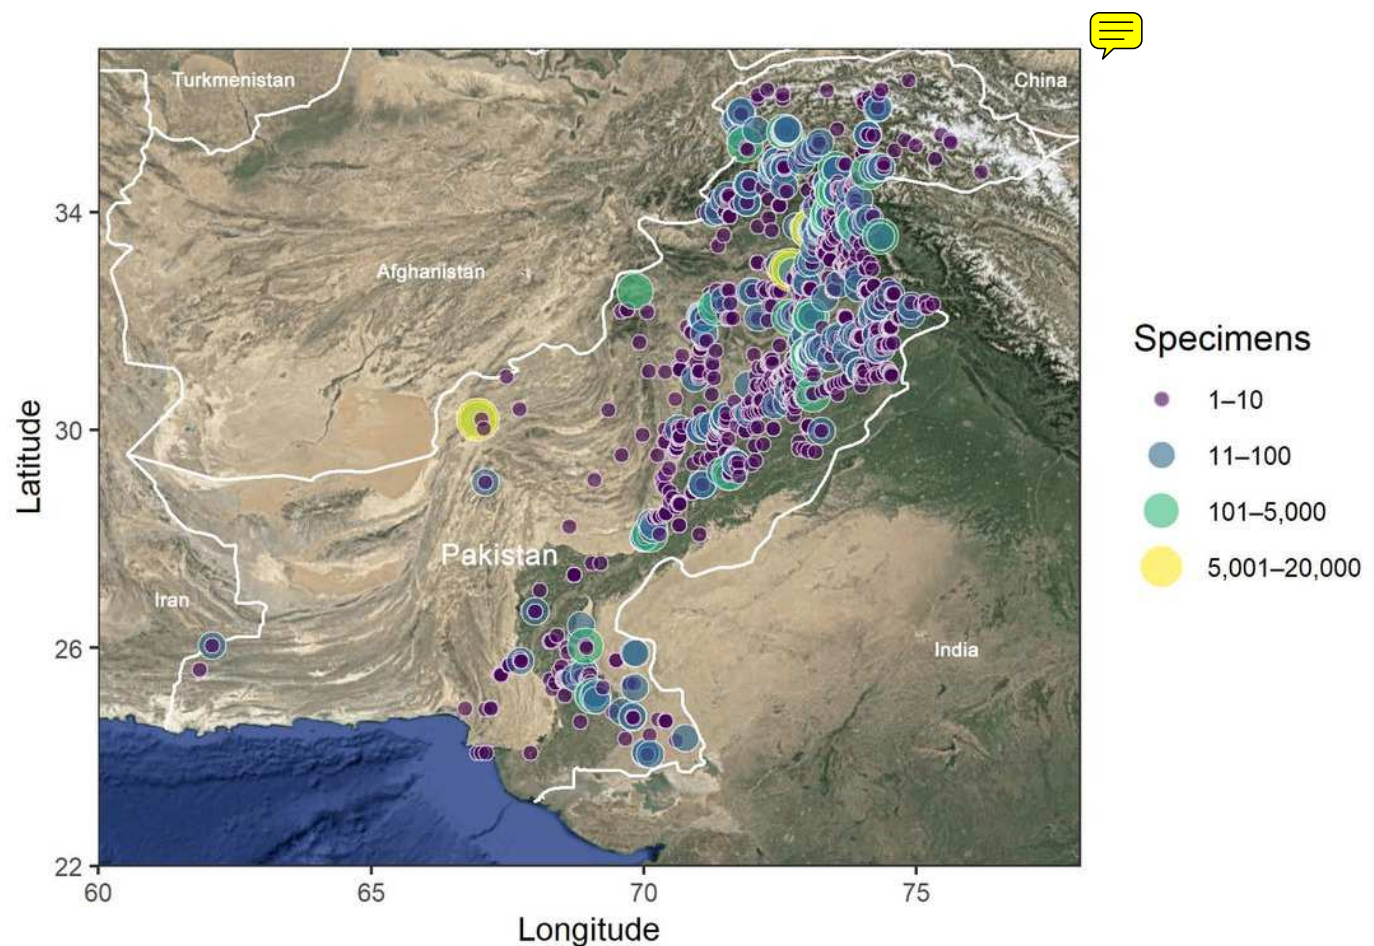 Turkmenistan
China
34
Afghanistan
Specimens
1–10
30
11–100
Latitude
101–5,000
Pakistan
5,001–20,000
Iran
26
India
22
60
65
70
75
Longitude